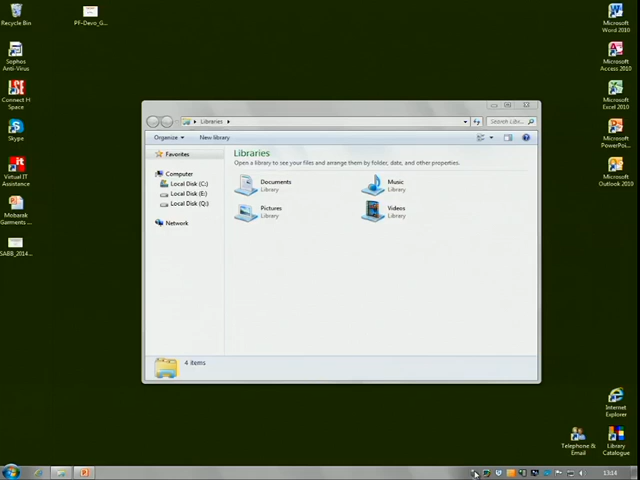 Recycle Bin
PF-Devo_G...
Sophos
Anti-Virus
Connect H
Space
Skype
Virtual IT
Assistance
Mobarak
Garments ...
SABB_2014...
Microsoft
Word 2010
Microsoft
Access 2010
Microsoft
Excel 2010
Microsoft
PowerPoi...
Microsoft
Outlook 2010
Internet
Explorer
Telephone &
Email
Library
Catalogue
Libraries
Search Libr...
Organize
New library
Favorites
Computer
Local Disk (C:)
Local Disk (E:)
Local Disk (Q:)
Network
Libraries
Open a library to see your files and arrange them by folder, date, and other properties.
Documents
Library
Music
Library
Pictures
Library
Videos
Library
4 items
13:14